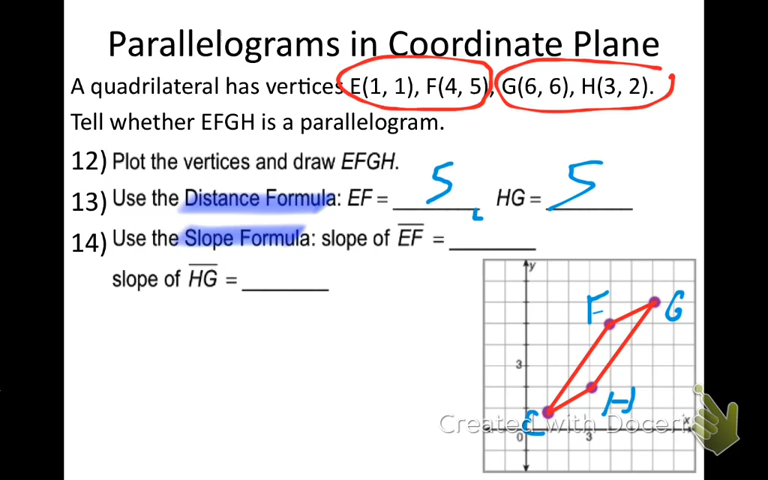 Parallelograms in Coordinate Plane
A quadrilateral has vertices E(1, 1), F(4, 5), G(6, 6), H(3, 2).
Tell whether EFGH is a parallelogram.
12) Plot the vertices and draw EFGH.
13) Use the Distance Formula: EF = 5, HG = 5
14) Use the Slope Formula: slope of EF =
slope of HG =
y
F G
3
H
E x
0 3
Created with Doceri